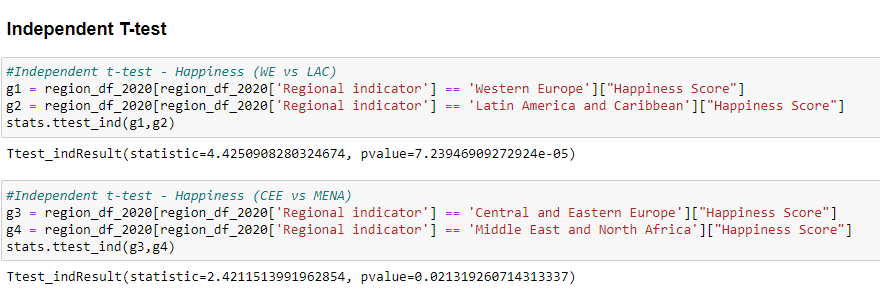 Independent T-test
#Independent t-test - Happiness (WE vs LAC)
g1 = region_df_2020[region_df_2020['Regional indicator'] == 'Western Europe']["Happiness Score"]
g2 = region_df_2020[region_df_2020['Regional indicator'] == 'Latin America and Caribbean']["Happiness Score"]
stats.ttest_ind(g1,g2)
Ttest_indResult(statistic=4.4250908280324674, pvalue=7.23946909272924e-05)
#Independent t-test - Happiness (CEE vs MENA)
g3 = region_df_2020[region_df_2020['Regional indicator'] == 'Central and Eastern Europe']["Happiness Score"]
g4 = region_df_2020[region_df_2020['Regional indicator'] == 'Middle East and North Africa']["Happiness Score"]
stats.ttest_ind(g3,g4)
Ttest_indResult(statistic=2.4211513991962854, pvalue=0.021319260714313337)